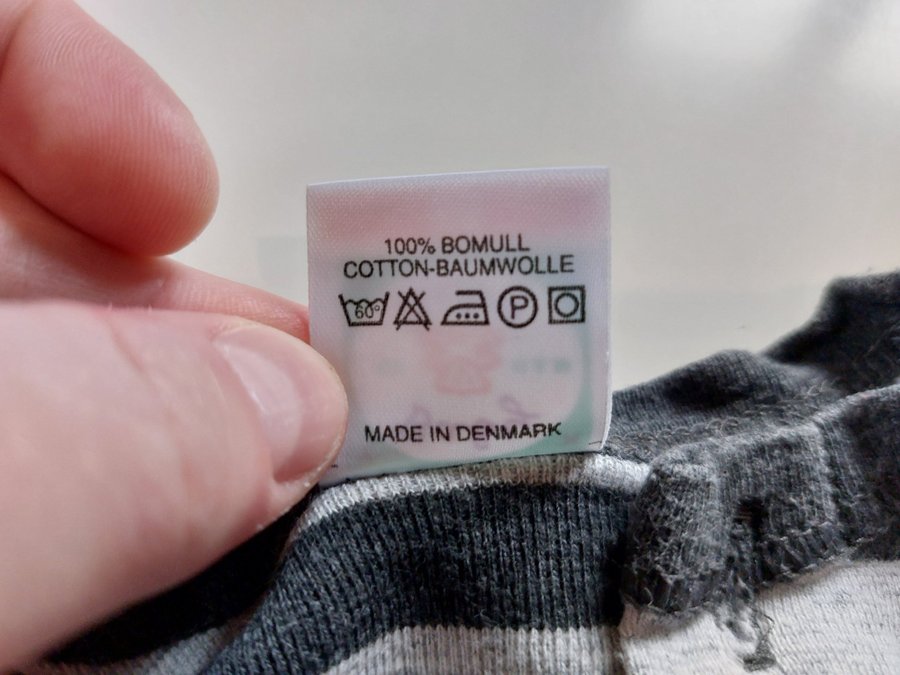 100% BOMULL
COTTON-BAUMWOLLE
60° P
MADE IN DENMARK